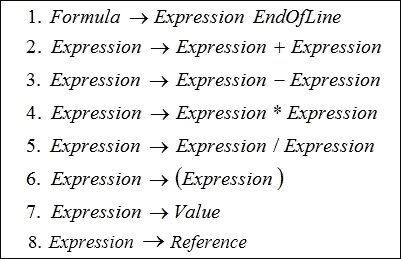 1. Formula → Expression EndOfLine
2. Expression → Expression + Expression
3. Expression → Expression − Expression
4. Expression → Expression * Expression
5. Expression → Expression / Expression
6. Expression → (Expression)
7. Expression → Value
8. Expression → Reference